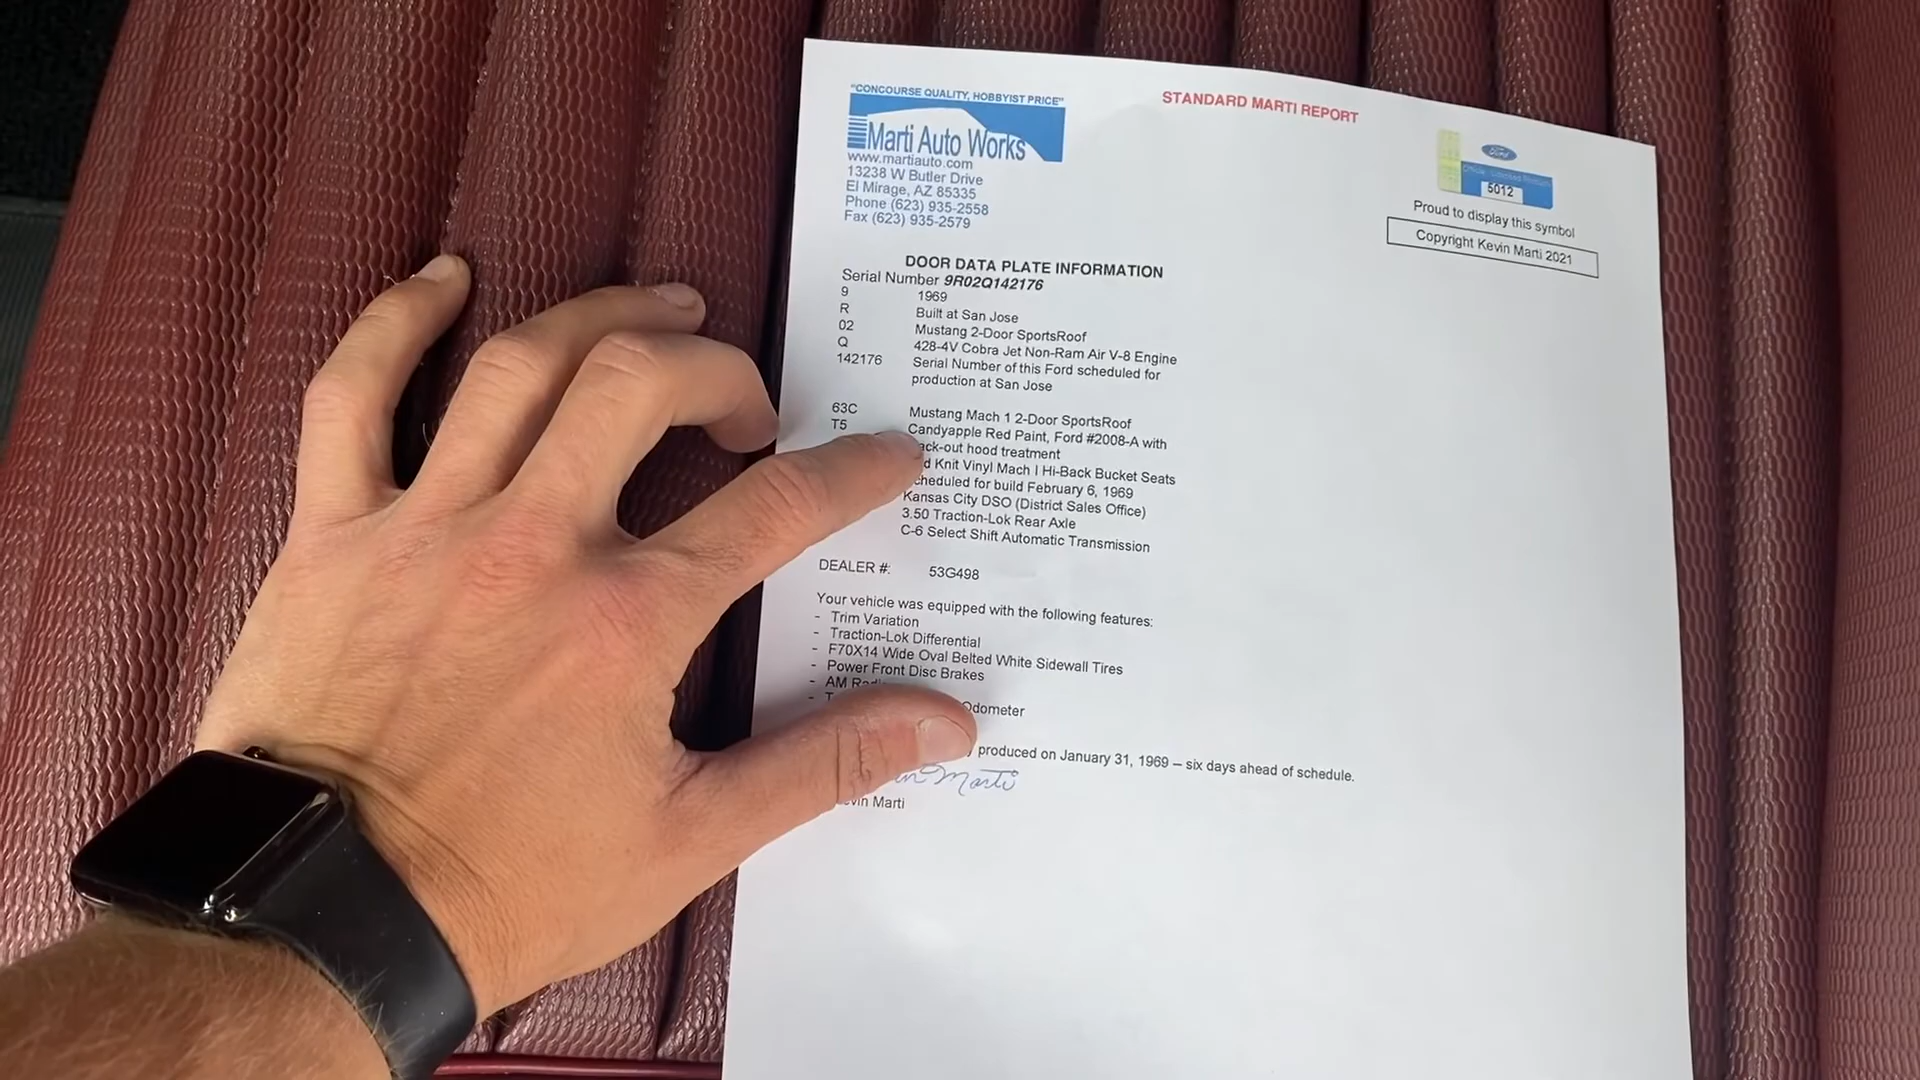 "CONCOURSE QUALITY, HOBBYIST PRICE"
Marti Auto Works
www.martiauto.com
13238 W Butler Drive
El Mirage, AZ 85335
Phone (623) 935-2558
Fax (623) 935-2579
STANDARD MARTI REPORT
Ford
5012
Proud to display this symbol
Copyright Kevin Marti 2021
DOOR DATA PLATE INFORMATION
Serial Number 9R02Q142176
9 1969
R Built at San Jose
02 Mustang 2-Door SportsRoof
Q 428-4V Cobra Jet Non-Ram Air V-8 Engine
142176 Serial Number of this Ford scheduled for
production at San Jose
63C Mustang Mach 1 2-Door SportsRoof
T5 Candyapple Red Paint, Ford #2008-A with
hood treatment
Knit Vinyl Mach I Hi-Back Bucket Seats
for build February 6, 1969
Kansas City DSO (District Sales Office)
3.50 Traction-Lok Rear Axle
C-6 Select Shift Automatic Transmission
DEALER #: 53G498
Your vehicle was equipped with the following features:
- Trim Variation
- Traction-Lok Differential
- F70X14 Wide Oval Belted White Sidewall Tires
- Power Front Disc Brakes
- AM
- Odometer
produced on January 31, 1969 – six days ahead of schedule.
Marti
Marti